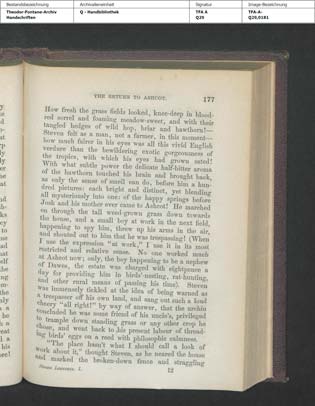 Bestandsbezeichnung Archivalieneinheit Signatur Image-Bezeichnung
Theodor-Fontane-Archiv Q - Handbibliothek TFA A TFA-A-
Handschriften Q25 Q25,0181
THE RETURN TO ASHCOT. 177
How fresh the grass fields looked, knee-deep in blood-
red sorrel and foaming meadow-sweet, and with their
tangled hedges of wild hop, briar and hawthorn!—
Steven felt as a man, not a farmer, in this moment—
how much fairer in his eyes was all this vivid English
verdure than the bewildering exotic gorgeousness of
the tropics, with which his eyes had grown sated!
With what subtle power the delicate half-bitter aroma
of the hawthorn touched his brain and brought back,
as only the sense of smell can do, before him a hun-
dred pictures: each bright and distinct, yet blending
all mysteriously into one: of the happy springs before
Josh and his mother ever came to Ashcot! He marched
on through the tall weed-grown grass down towards
the house, and a small boy at work in the next field,
happening to spy him, threw up his arms in the air,
and shouted out to him that he was trespassing! (When
I use the expression "at work," I use it in its most
restricted and relative sense. No one worked much
at Ashcot now; only, the boy happening to be a nephew
of Dawes, the estate was charged with eightpence a
day for providing him in birds'-nesting, rat-hunting,
and other rural means of passing his time). Steven
was immensely tickled at the idea of being warned as
a trespasser off his own land, and sang out such a loud
cheery "all right!" by way of answer, that the urchin
concluded he was some friend of his uncle's, privileged
to trample down standing grass or any other crop he
chose, and went back to his present labour of thread-
ing birds' eggs on a reed with philosophic calmness.
"The place hasn't what I should call a look of
work about it," thought Steven, as he neared the house
and marked the broken-down fence and straggling
Steven Lawrence. I. 12